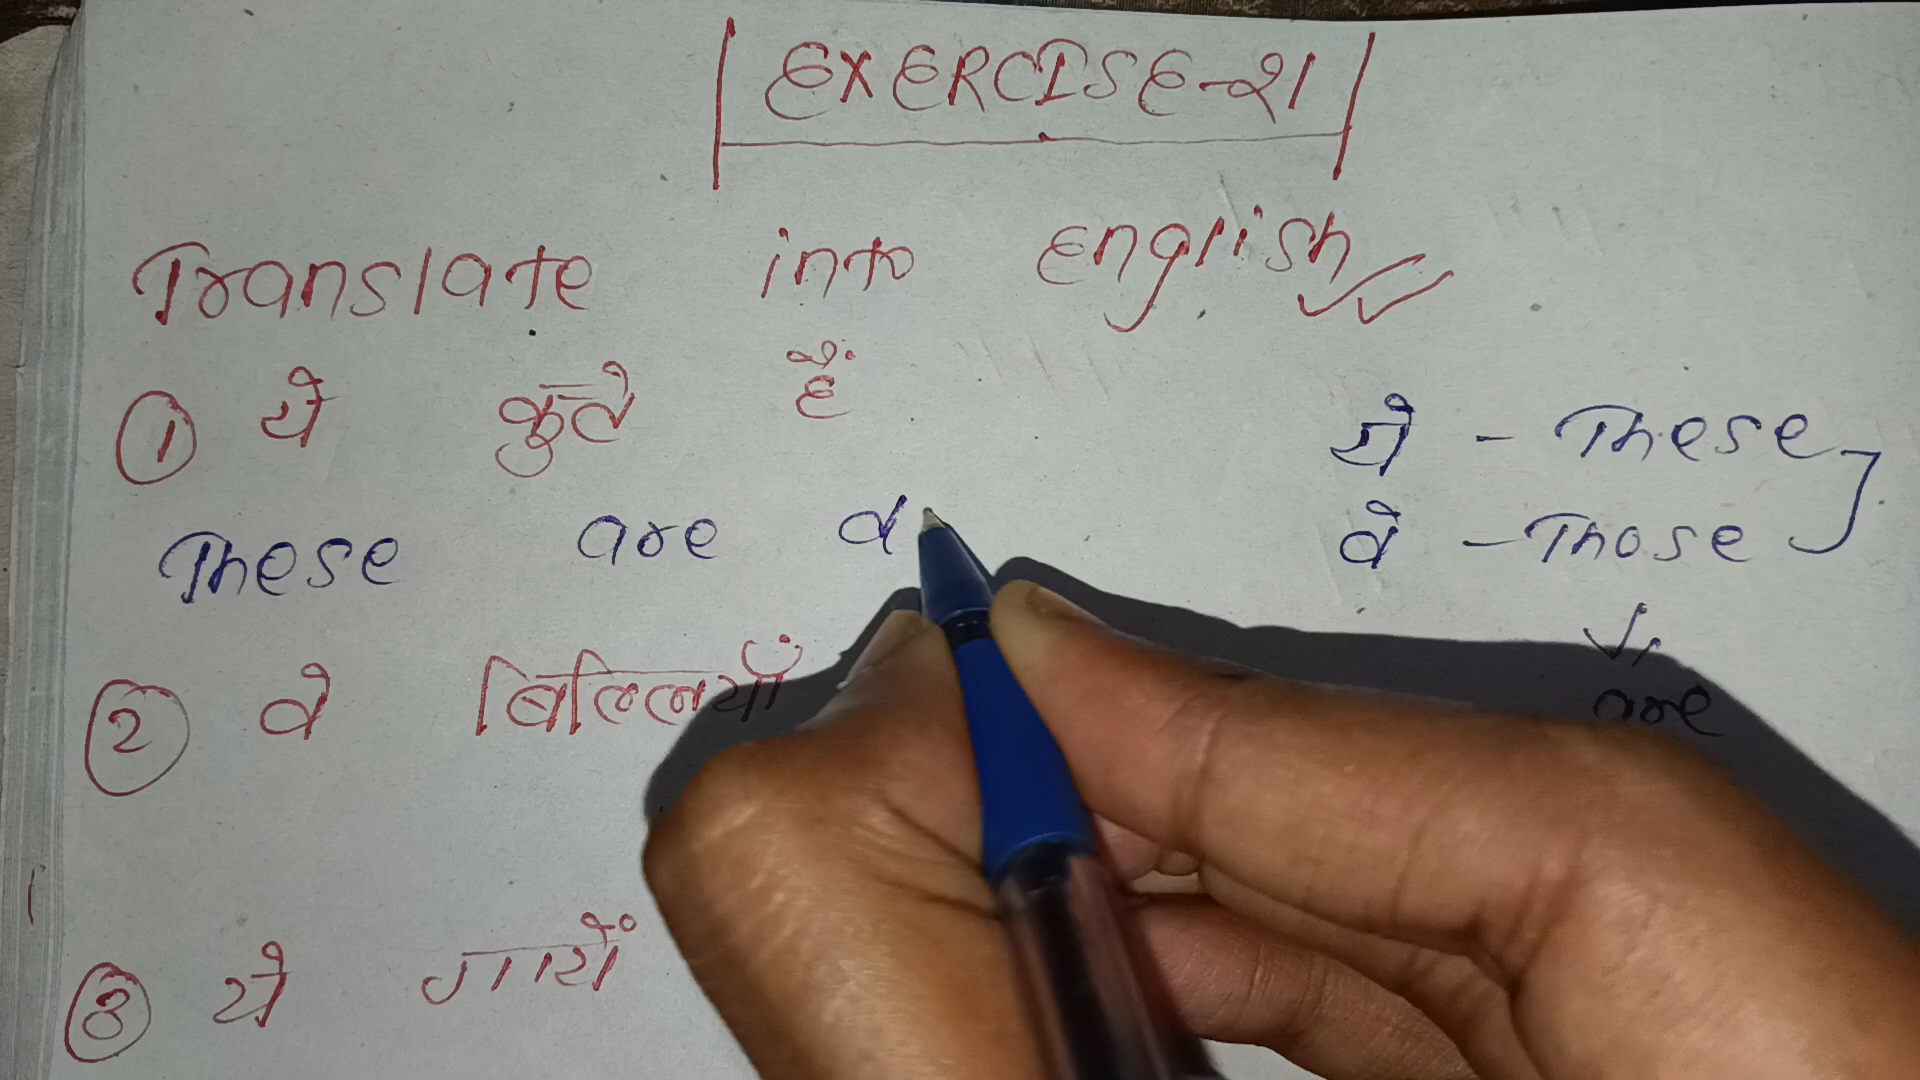 EXERCISE-21
Translate into English
① ये कुत्ते हैं
ये - These
वे - Those
are
These are d
② वे बिल्लियाँ
③ ये गायें